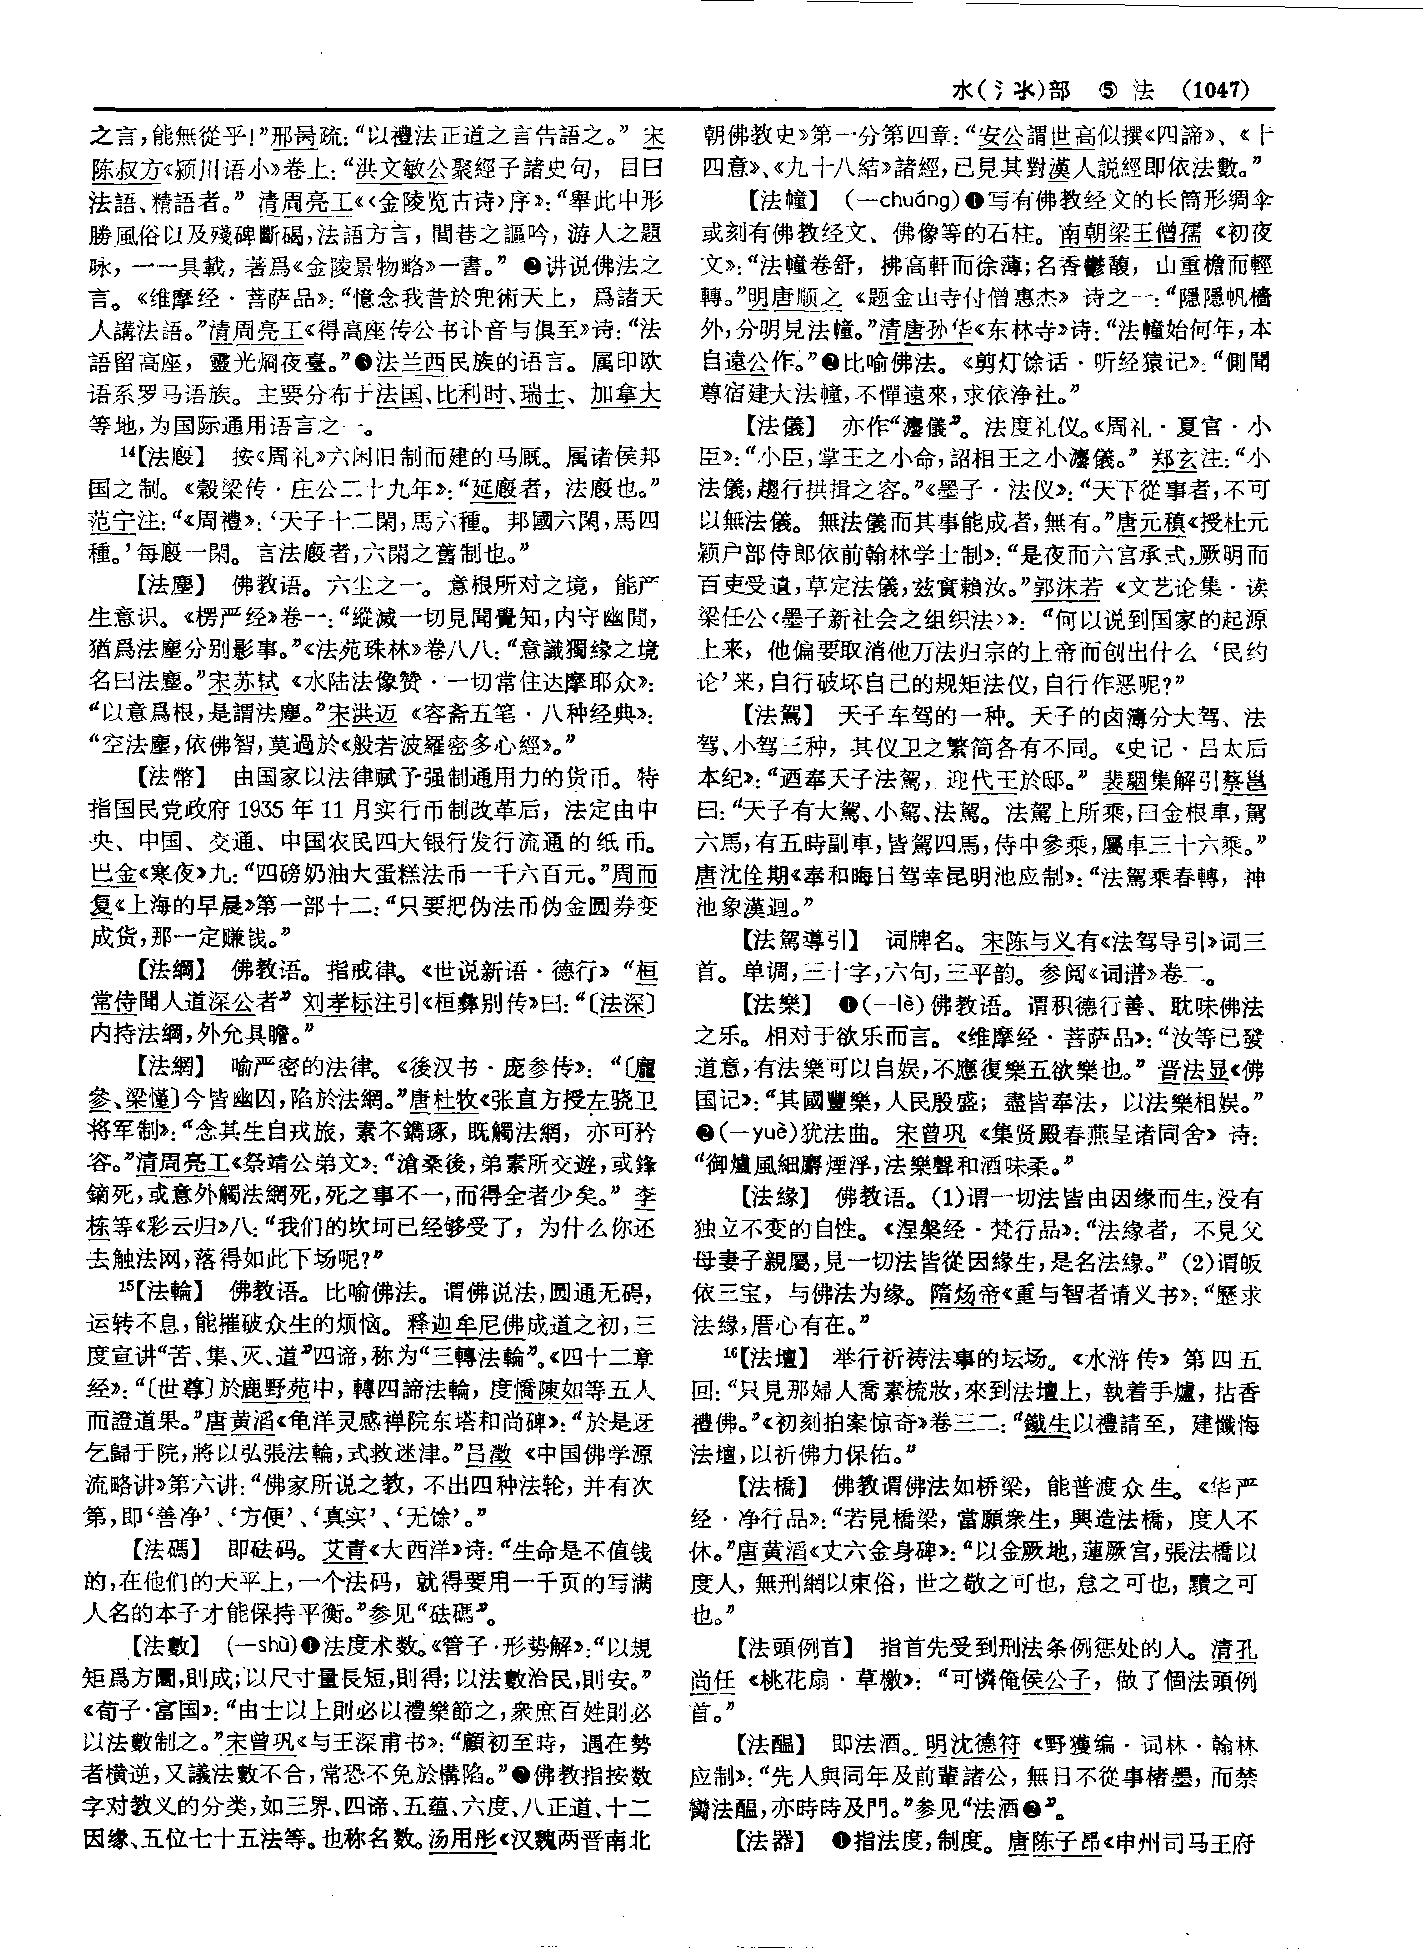 水(氵氺)部 ⑤ 法 (1047)
之言,能無從乎!”邢昺疏:“以禮法正道之言告語之。” 宋
陈叔方《颍川语小》卷上:“洪文敏公聚經子諸史句, 目曰
法語、精語者。” 清周亮工《〈金陵览古诗〉序》:“舉此中形
勝風俗以及殘碑斷碣,法語方言, 閭巷之謳吟, 游人之題
咏, 一一具載, 著爲《金陵景物略》一書。” ❷讲说佛法之
言。《维摩经·菩萨品》:“憶念我昔於兜術天上, 爲諸天
人講法語。”清周亮工《得高座传公书讣音与俱至》诗:“法
語留高座, 靈光烱夜臺。”❸法兰西民族的语言。属印欧
语系罗马语族。主要分布于法国、比利时、瑞士、加拿大
等地,为国际通用语言之一。
14【法廄】 按《周礼》六闲旧制而建的马厩。属诸侯邦
国之制。《穀梁传·庄公二十九年》:“延廄者, 法廄也。”
范宁注:“《周禮》:‘天子十二閑,馬六種。邦國六閑,馬四
種。’每廄一閑。言法廄者,六閑之舊制也。”
【法塵】 佛教语。六尘之一。意根所对之境, 能产
生意识。《楞严经》卷一:“縱滅一切見聞覺知,内守幽閒,
猶爲法塵分别影事。”《法苑珠林》卷八八:“意識獨缘之境
名曰法塵。”宋苏轼《水陆法像赞·一切常住达摩耶众》:
“以意爲根,是謂法塵。”宋洪迈《容斋五笔·八种经典》:
“空法塵,依佛智,莫過於《般若波羅密多心經》。”
【法幣】 由国家以法律赋予强制通用力的货币。特
指国民党政府 1935 年 11 月实行币制改革后, 法定由中
央、中国、交通、中国农民四大银行发行流通的纸币。
巴金《寒夜》九:“四磅奶油大蛋糕法币一千六百元。”周而
复《上海的早晨》第一部十二:“只要把伪法币伪金圆券变
成货,那一定赚钱。”
【法綱】 佛教语。指戒律。《世说新语·德行》“桓
常侍聞人道深公者” 刘孝标注引《桓彝别传》曰:“〔法深〕
内持法綱,外允具瞻。”
【法網】 喻严密的法律。《後汉书·庞参传》:“〔龐
參、梁慬〕今皆幽囚,陷於法網。”唐杜牧《张直方授左骁卫
将军制》:“念其生自戎旅, 素不鐫琢, 既觸法網, 亦可矜
容。”清周亮工《祭靖公弟文》:“滄桑後,弟素所交遊,或鋒
鏑死,或意外觸法網死,死之事不一,而得全者少矣。” 李
栋等《彩云归》八:“我们的坎坷已经够受了, 为什么你还
去触法网,落得如此下场呢?”
15【法輪】 佛教语。比喻佛法。谓佛说法,圆通无碍,
运转不息,能摧破众生的烦恼。释迦牟尼佛成道之初,三
度宣讲“苦、集、灭、道”四谛,称为“三轉法輪”。《四十二章
经》:“〔世尊〕於鹿野苑中, 轉四諦法輪, 度憍陳如等五人
而證道果。”唐黄滔《龟洋灵感禅院东塔和尚碑》:“於是迓
乞歸于院,將以弘張法輪,式救迷津。”吕澂《中国佛学源
流略讲》第六讲:“佛家所说之教, 不出四种法轮, 并有次
第,即‘善净’、‘方便’、‘真实’、‘无馀’。”
【法碼】 即砝码。艾青《大西洋》诗:“生命是不值钱
的,在他们的天平上,一个法码, 就得要用一千页的写满
人名的本子才能保持平衡。”参见“砝碼”。
【法數】 (—shù)❶法度术数。《管子·形势解》:“以規
矩爲方圜,則成;以尺寸量長短,則得;以法數治民,則安。”
《荀子·富国》:“由士以上則必以禮樂節之,衆庶百姓則必
以法數制之。”宋曾巩《与王深甫书》:“顧初至時, 遇在勢
者横逆,又議法數不合,常恐不免於構陷。”❷佛教指按数
字对教义的分类,如三界、四谛、五蕴、六度、八正道、十二
因缘、五位七十五法等。也称名数。汤用彤《汉魏两晋南北
朝佛教史》第一分第四章:“安公謂世高似撰《四諦》、《十
四意》、《九十八結》諸經,已見其對漢人説經即依法數。”
【法幢】 (—chuáng)❶写有佛教经文的长筒形绸伞
或刻有佛教经文、佛像等的石柱。南朝梁王僧孺《初夜
文》:“法幢卷舒, 拂高軒而徐薄;名香鬱馥, 山重檐而輕
轉。”明唐顺之《题金山寺付僧惠杰》诗之一:“隱隱帆檣
外,分明見法幢。”清唐孙华《东林寺》诗:“法幢始何年,本
自遠公作。”❷比喻佛法。《剪灯馀话·听经猿记》:“側聞
尊宿建大法幢,不憚遠來,求依净社。”
【法儀】 亦作“灋儀”。法度礼仪。《周礼·夏官·小
臣》:“小臣,掌王之小命,詔相王之小灋儀。” 郑玄注:“小
法儀,趨行拱揖之容。”《墨子·法仪》:“天下從事者,不可
以無法儀。無法儀而其事能成者,無有。”唐元稹《授杜元
颖户部侍郎依前翰林学士制》:“是夜而六宫承式,厥明而
百吏受遺,草定法儀,兹實賴汝。”郭沫若《文艺论集·读
梁任公〈墨子新社会之组织法〉》:“何以说到国家的起源
上来, 他偏要取消他万法归宗的上帝而创出什么‘民约
论’来,自行破坏自己的规矩法仪,自行作恶呢?”
【法駕】 天子车驾的一种。天子的卤簿分大驾、法
驾、小驾三种, 其仪卫之繁简各有不同。《史记·吕太后
本纪》:“迺奉天子法駕, 迎代王於邸。” 裴駰集解引蔡邕
曰:“天子有大駕、小駕、法駕。法駕上所乘,曰金根車,駕
六馬,有五時副車,皆駕四馬,侍中參乘,屬車三十六乘。”
唐沈佺期《奉和晦日驾幸昆明池应制》:“法駕乘春轉, 神
池象漢迴。”
【法駕導引】 词牌名。宋陈与义有《法驾导引》词三
首。单调,三十字,六句,三平韵。参阅《词谱》卷二。
【法樂】 ❶(—lè)佛教语。谓积德行善、耽味佛法
之乐。相对于欲乐而言。《维摩经·菩萨品》:“汝等已發
道意,有法樂可以自娱,不應復樂五欲樂也。” 晋法显《佛
国记》:“其國豐樂,人民殷盛; 盡皆奉法, 以法樂相娱。”
❷(—yuè)犹法曲。宋曾巩《集贤殿春燕呈诸同舍》诗:
“御爐風細麝煙浮,法樂聲和酒味柔。”
【法缘】 佛教语。(1)谓一切法皆由因缘而生,没有
独立不变的自性。《涅槃经·梵行品》:“法缘者, 不見父
母妻子親屬,見一切法皆從因緣生,是名法缘。” (2)谓皈
依三宝, 与佛法为缘。隋炀帝《重与智者请义书》:“歷求
法緣,厝心有在。”
16【法壇】 举行祈祷法事的坛场。《水浒传》第四五
回:“只見那婦人喬素梳妝,來到法壇上, 執着手爐, 拈香
禮佛。”《初刻拍案惊奇》卷三二:“鐵生以禮請至, 建懺悔
法壇,以祈佛力保佑。”
【法橋】 佛教谓佛法如桥梁, 能普渡众生。《华严
经·净行品》:“若見橋梁,當願衆生,興造法橋, 度人不
休。”唐黄滔《丈六金身碑》:“以金厥地,蓮厥宫,張法橋以
度人, 無刑網以束俗, 世之敬之可也, 怠之可也, 黷之可
也。”
【法頭例首】 指首先受到刑法条例惩处的人。清孔
尚任《桃花扇·草檄》:“可憐俺侯公子, 做了個法頭例
首。”
【法醖】 即法酒。明沈德符《野獲编·词林·翰林
应制》:“先人與同年及前輩諸公, 無日不從事楮墨, 而禁
臠法醖,亦時時及門。”参见“法酒❷”。
【法器】 ❶指法度,制度。唐陈子昂《申州司马王府